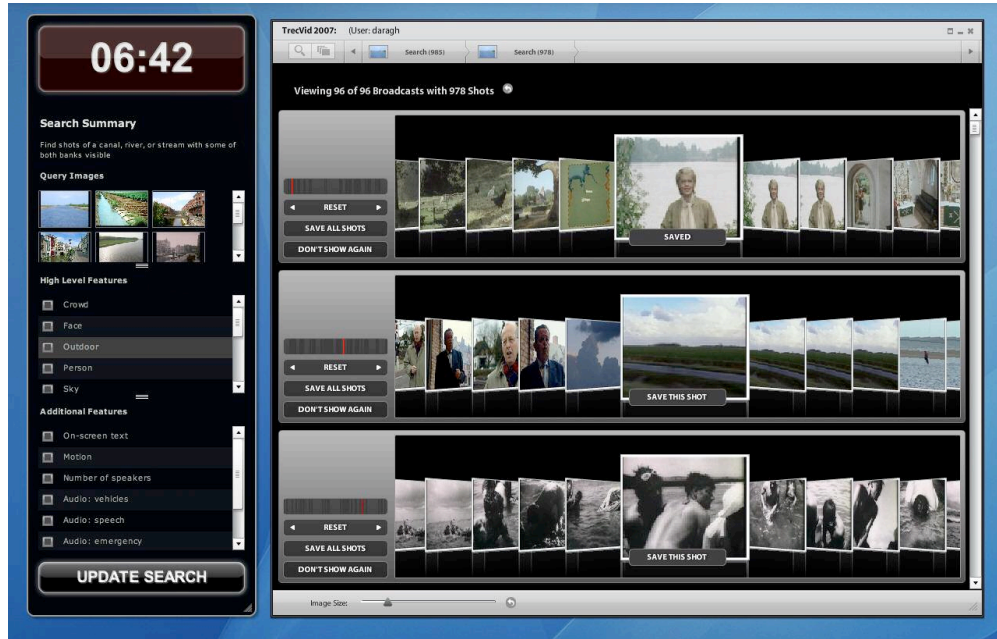 06:42
Search Summary
Find shots of a canal, river, or stream with some of
both banks visible
Query Images
High Level Features
Crowd
Face
Outdoor
Person
Sky
Additional Features
On-screen text
Motion
Number of speakers
Audio: vehicles
Audio: speech
Audio: emergency
UPDATE SEARCH
TrecVid 2007: (User: daragh
Search (985)
Search (978)
Viewing 96 of 96 Broadcasts with 978 Shots
RESET
SAVE ALL SHOTS
DON'T SHOW AGAIN
SAVED
RESET
SAVE ALL SHOTS
DON'T SHOW AGAIN
SAVE THIS SHOT
RESET
SAVE ALL SHOTS
DON'T SHOW AGAIN
SAVE THIS SHOT
Image Size: